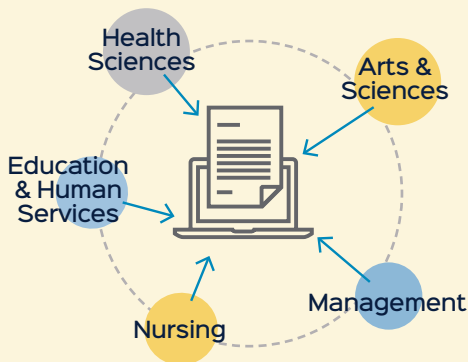 Health
Sciences
Arts &
Sciences
Education
& Human
Services
Management
Nursing